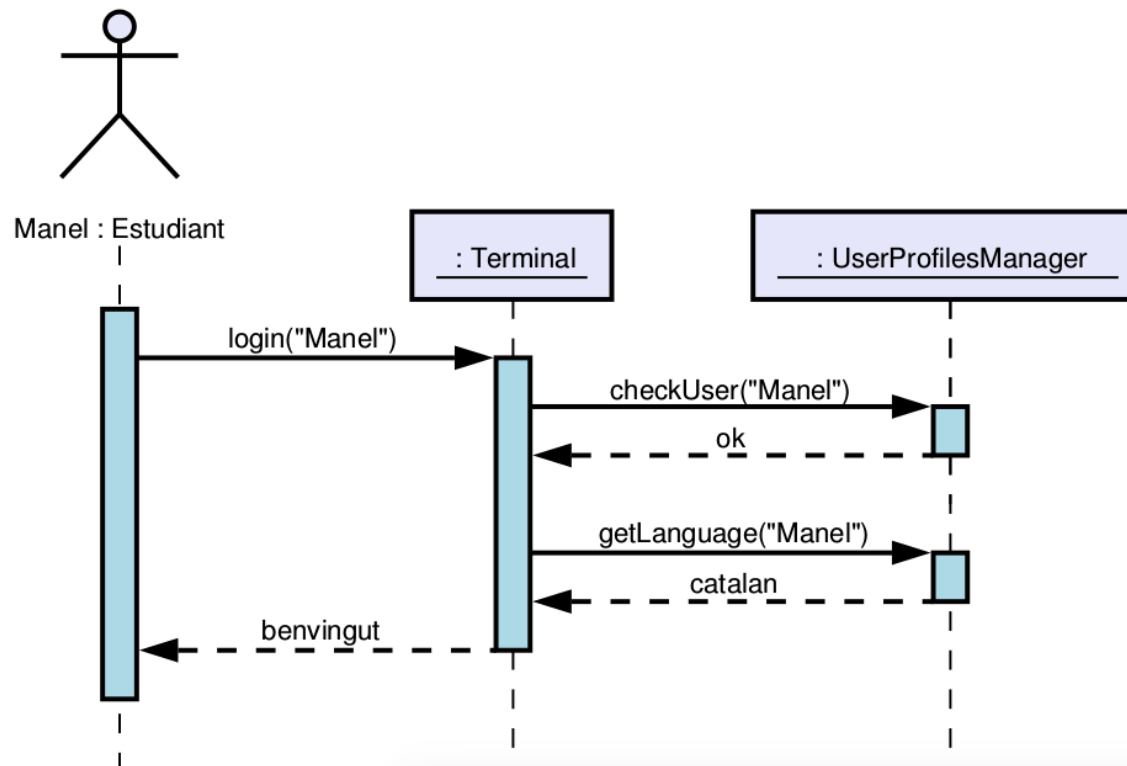 Manel : Estudiant
: Terminal
: UserProfilesManager
login("Manel")
checkUser("Manel")
ok
getLanguage("Manel")
catalan
benvingut